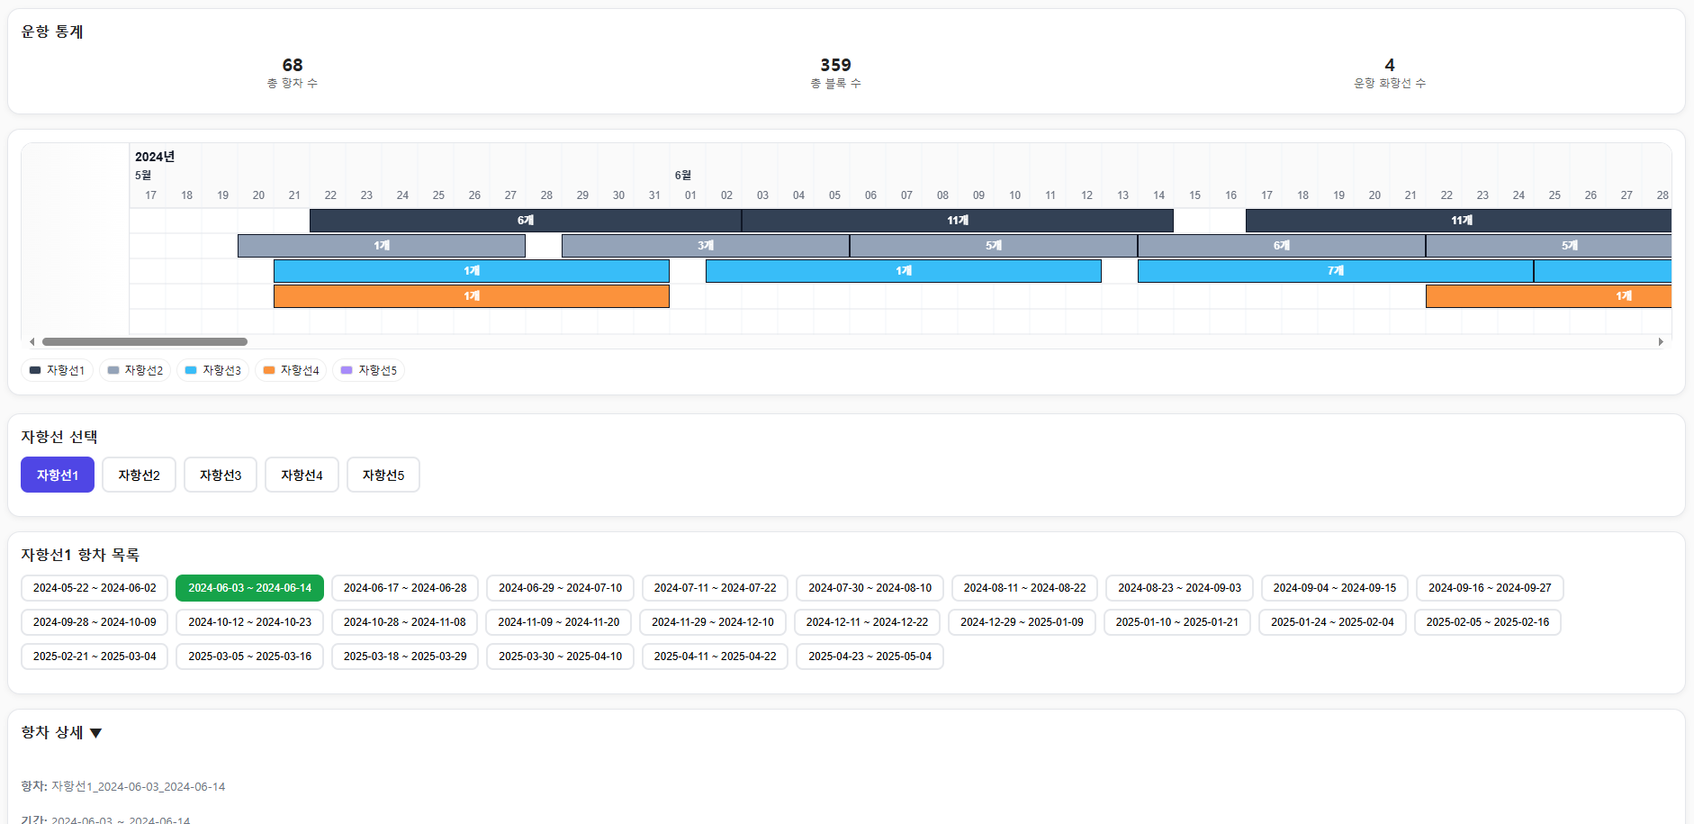 운항 통계
68 359 4
총 항차 수 총 블록 수 운항 화항선 수
2024년
5월 6월
17 18 19 20 21 22 23 24 25 26 27 28 29 30 31 01 02 03 04 05 06 07 08 09 10 11 12 13 14 15 16 17 18 19 20 21 22 23 24 25 26 27 28
6개 11개 11개
1개 3개 5개 6개 5개
1개 1개 7개
1개 1개
자항선1 자항선2 자항선3 자항선4 자항선5
자항선 선택
자항선1 자항선2 자항선3 자항선4 자항선5
자항선1 항차 목록
2024-05-22 ~ 2024-06-02 2024-06-03 ~ 2024-06-14 2024-06-17 ~ 2024-06-28 2024-06-29 ~ 2024-07-10 2024-07-11 ~ 2024-07-22 2024-07-30 ~ 2024-08-10 2024-08-11 ~ 2024-08-22 2024-08-23 ~ 2024-09-03 2024-09-04 ~ 2024-09-15 2024-09-16 ~ 2024-09-27
2024-09-28 ~ 2024-10-09 2024-10-12 ~ 2024-10-23 2024-10-28 ~ 2024-11-08 2024-11-09 ~ 2024-11-20 2024-11-29 ~ 2024-12-10 2024-12-11 ~ 2024-12-22 2024-12-29 ~ 2025-01-09 2025-01-10 ~ 2025-01-21 2025-01-24 ~ 2025-02-04 2025-02-05 ~ 2025-02-16
2025-02-21 ~ 2025-03-04 2025-03-05 ~ 2025-03-16 2025-03-18 ~ 2025-03-29 2025-03-30 ~ 2025-04-10 2025-04-11 ~ 2025-04-22 2025-04-23 ~ 2025-05-04
항차 상세 ▼
항차: 자항선1_2024-06-03_2024-06-14
기간: 2024-06-03 ~ 2024-06-14